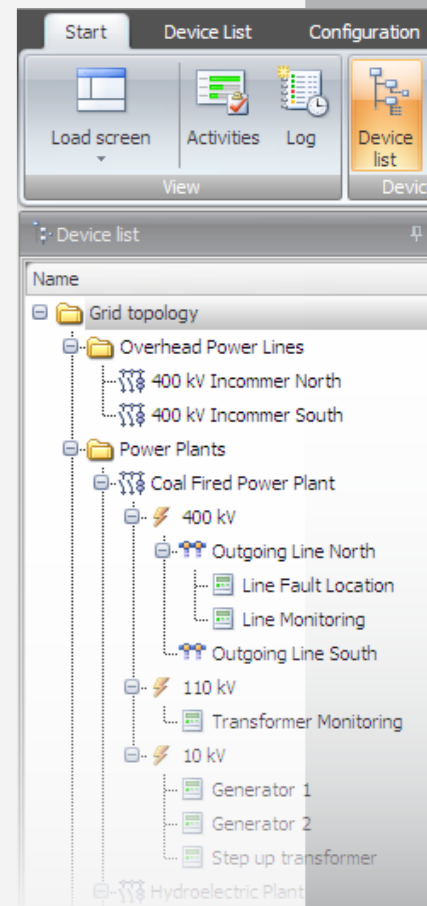 Start Device List Configuration
Load screen Activities Log Device
list
View Devic
Device list
Name
Grid topology
Overhead Power Lines
400 kV Incommer North
400 kV Incommer South
Power Plants
Coal Fired Power Plant
400 kV
Outgoing Line North
Line Fault Location
Line Monitoring
Outgoing Line South
110 kV
Transformer Monitoring
10 kV
Generator 1
Generator 2
Step up transformer
Hydroelectric Plant